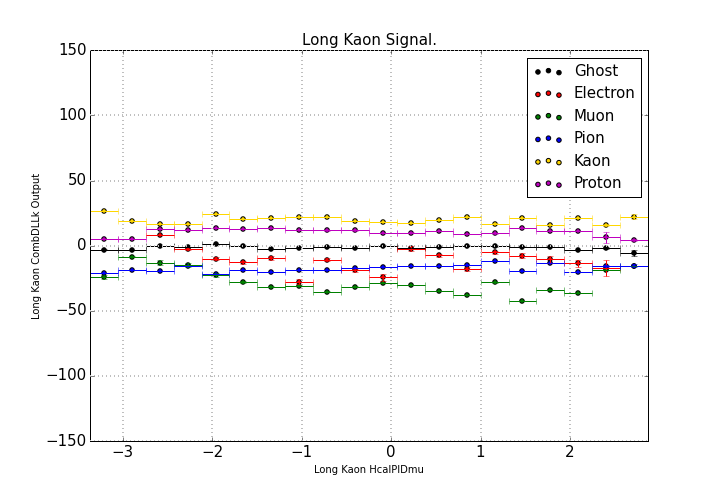 Long Kaon Signal.
150
100
50
0
−50
−100
−150
Long Kaon CombDLLk Output
Ghost
Electron
Muon
Pion
Kaon
Proton
−3 −2 −1 0 1 2
Long Kaon HcalPIDmu